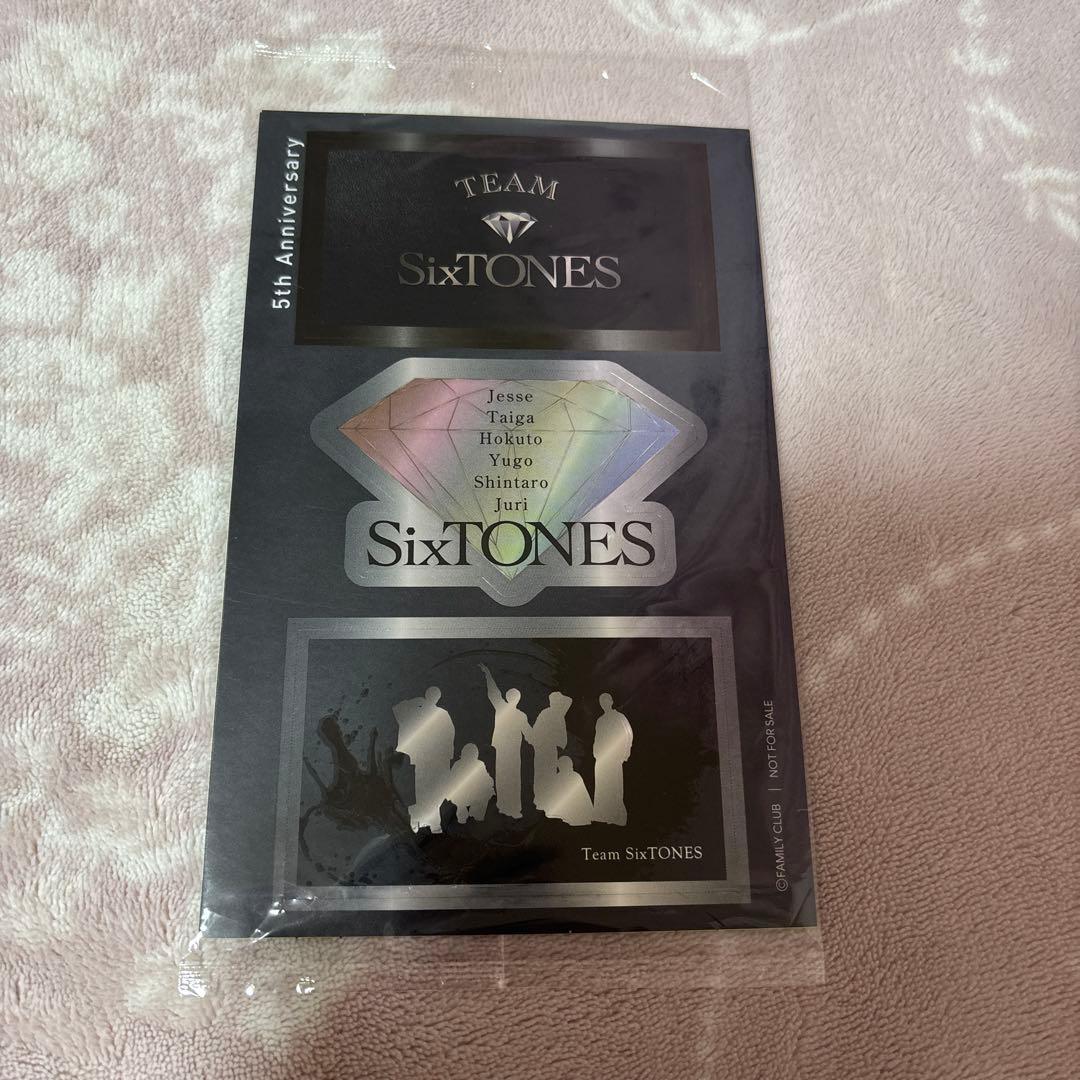 5th Anniversary
TEAM
SixTONES
Jesse
Taiga
Hokuto
Yugo
Shintaro
Juri
SixTONES
Team SixTONES
©FAMILY CLUB | NOT FOR SALE